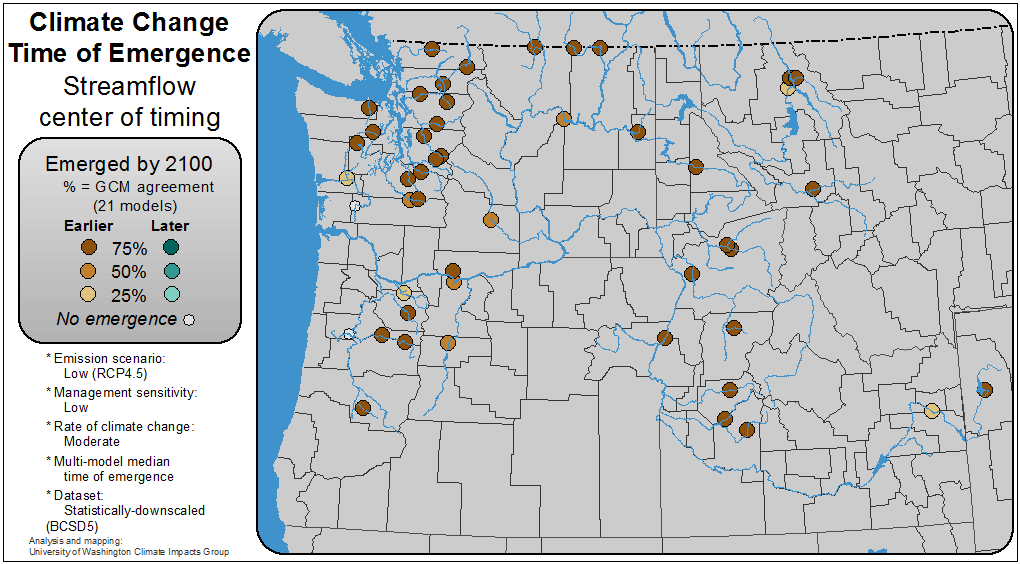 Climate Change
Time of Emergence
Streamflow
center of timing
Emerged by 2100
% = GCM agreement
(21 models)
Earlier Later
75%
50%
25%
No emergence
* Emission scenario:
Low (RCP4.5)
* Management sensitivity:
Low
* Rate of climate change:
Moderate
* Multi-model median
time of emergence
* Dataset:
Statistically-downscaled
(BCSD5)
Analysis and mapping:
University of Washington Climate Impacts Group